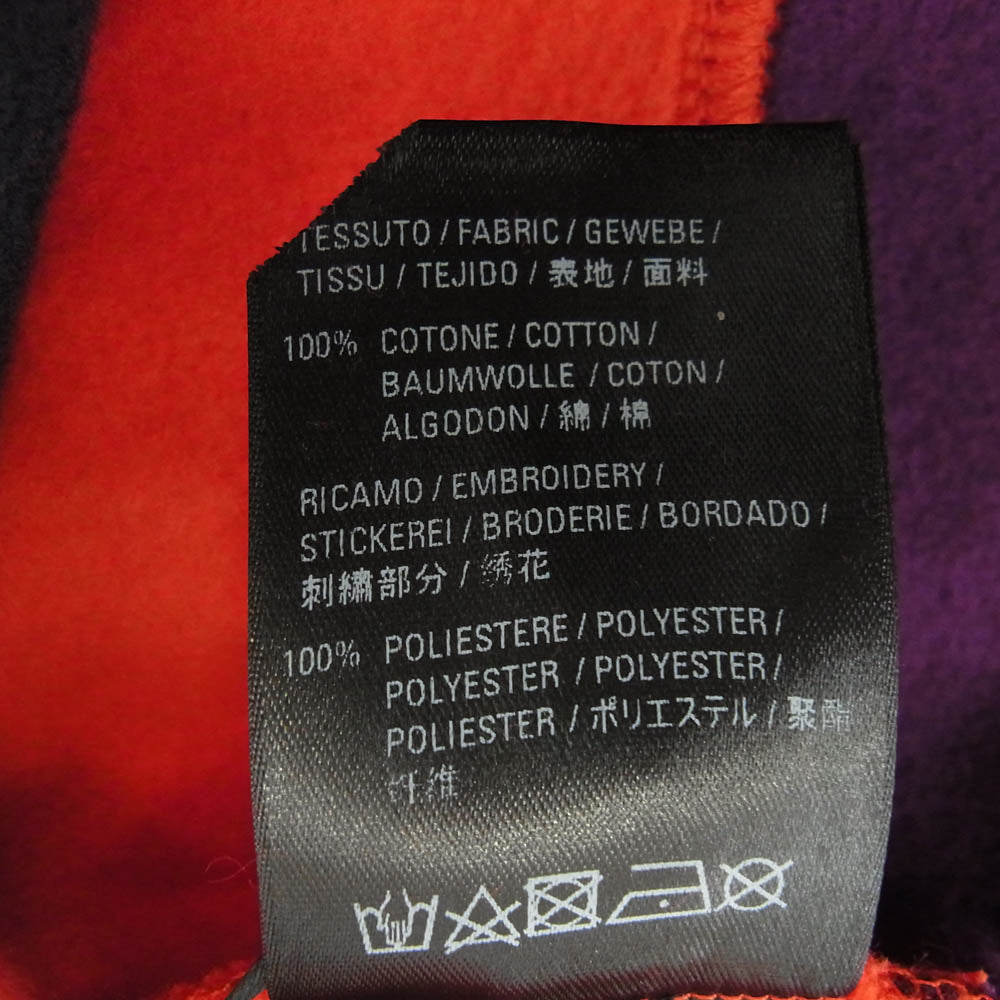 TESSUTO / FABRIC / GEWEBE /
TISSU / TEJIDO / 表地 / 面料
100% COTONE / COTTON /
BAUMWOLLE / COTON /
ALGODON / 綿 / 棉
RICAMO / EMBROIDERY /
STICKEREI / BRODERIE / BORDADO /
刺繍部分 / 绣花
100% POLIESTERE / POLYESTER /
POLYESTER / POLYESTER /
POLIESTER / ポリエステル / 聚酯
纤维